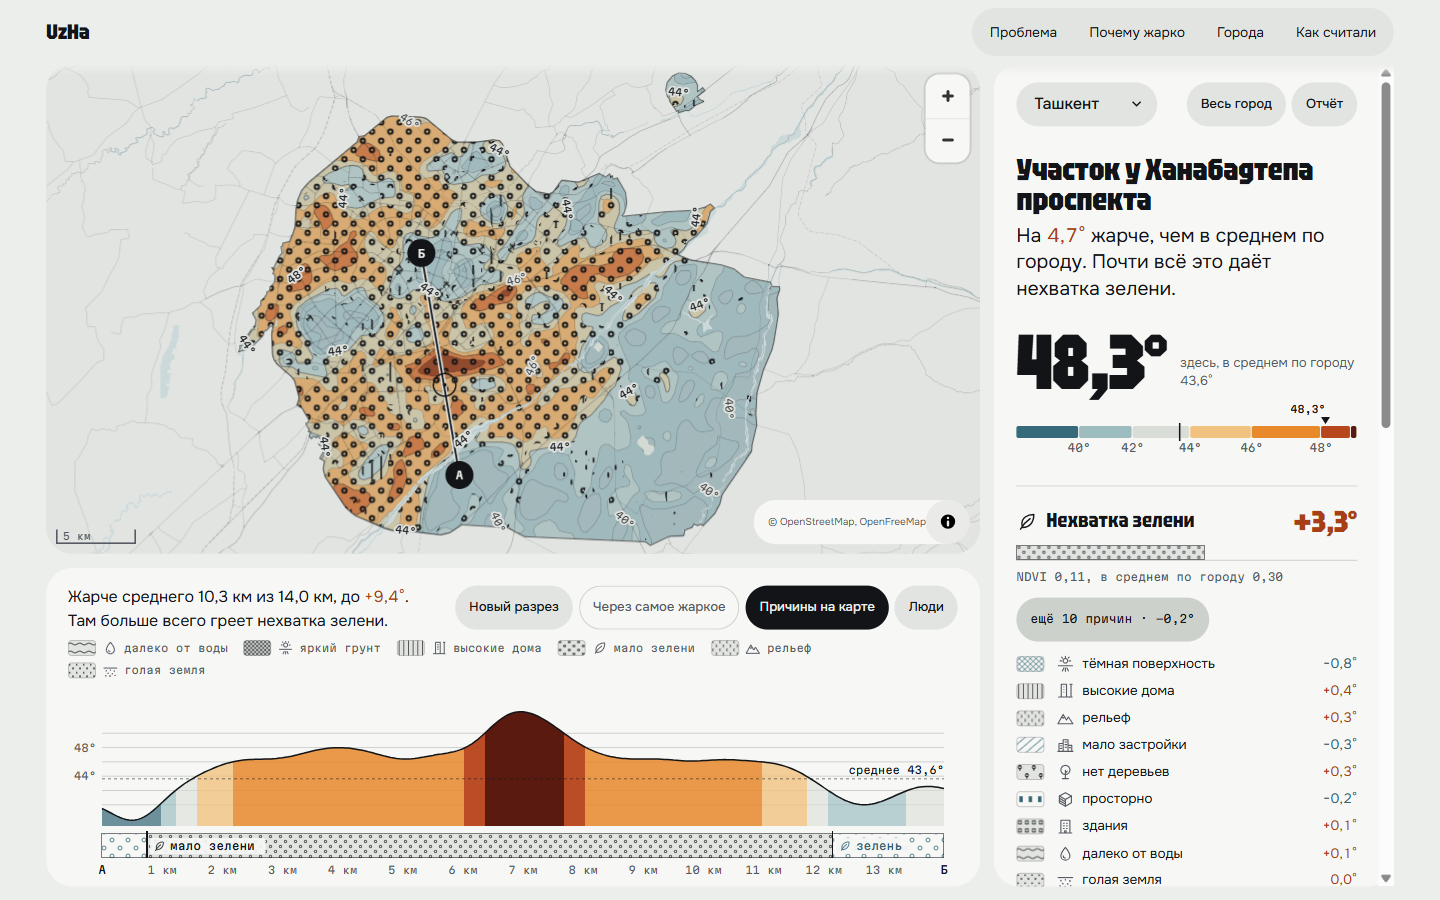 UzHa
Проблема
Почему жарко
Города
Как считали
44°
46°
44°
44°
44°
44°
48°
44°
46°
44°
44°
44°
44°
46°
44°
40°
44°
44°
44°
40°
40°
40°
44°
Б
А
+
−
5 км
© OpenStreetMap, OpenFreeMap
Ташкент
Весь город
Отчёт
Участок у Ханабадтепа
проспекта
На 4,7° жарче, чем в среднем по
городу. Почти всё это даёт
нехватка зелени.
48,3°
здесь, в среднем по городу
43,6°
48,3°
40° 42° 44° 46° 48°
Нехватка зелени +3,3°
NDVI 0,11, в среднем по городу 0,30
ещё 10 причин · −0,2°
тёмная поверхность −0,8°
высокие дома +0,4°
рельеф +0,3°
мало застройки −0,3°
нет деревьев +0,3°
просторно −0,2°
здания +0,1°
далеко от воды +0,1°
голая земля 0,0°
Жарче среднего 10,3 км из 14,0 км, до +9,4°.
Там больше всего греет нехватка зелени.
Новый разрез
Через самое жаркое
Причины на карте
Люди
далеко от воды яркий грунт высокие дома мало зелени рельеф
голая земля
48°
44°
среднее 43,6°
мало зелени
зелень
А 1 км 2 км 3 км 4 км 5 км 6 км 7 км 8 км 9 км 10 км 11 км 12 км 13 км Б